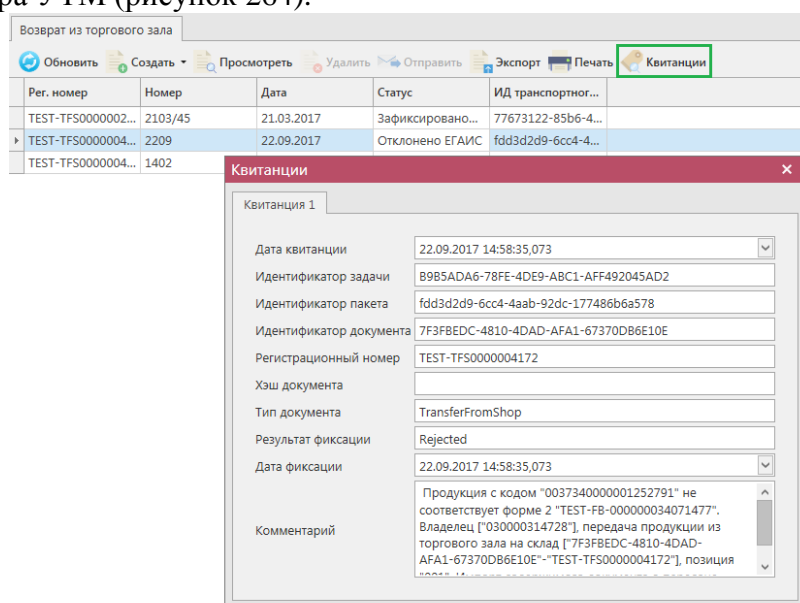 ра УТМ (рисунок 264).
Возврат из торгового зала
Обновить Создать Просмотреть Удалить Отправить Экспорт Печать Квитанции
Рег. номер Номер Дата Статус ИД транспортног...
TEST-TFS0000002... 2103/45 21.03.2017 Зафиксировано... 77673122-85b6-4...
TEST-TFS0000004... 2209 22.09.2017 Отклонено ЕГАИС fdd3d2d9-6cc4-4...
TEST-TFS0000004... 1402
Квитанции
Квитанция 1
Дата квитанции 22.09.2017 14:58:35,073
Идентификатор задачи B9B5ADA6-78FE-4DE9-ABC1-AFF492045AD2
Идентификатор пакета fdd3d2d9-6cc4-4aab-92dc-177486b6a578
Идентификатор документа 7F3FBEDC-4810-4DAD-AFA1-67370DB6E10E
Регистрационный номер TEST-TFS0000004172
Хэш документа
Тип документа TransferFromShop
Результат фиксации Rejected
Дата фиксации 22.09.2017 14:58:35,073
Комментарий
Продукция с кодом "0037340000001252791" не
соответствует форме 2 "TEST-FB-000000034071477".
Владелец ["030000314728"], передача продукции из
торгового зала на склад ["7F3FBEDC-4810-4DAD-
AFA1-67370DB6E10E"-"TEST-TFS0000004172"], позиция